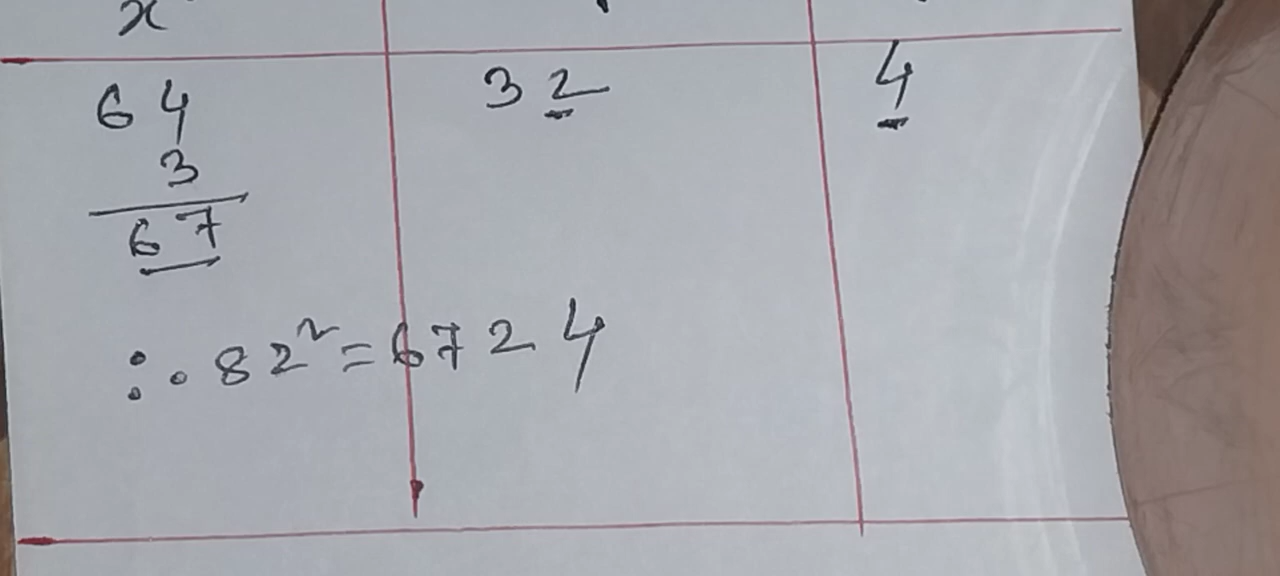 x
64 32 4
3
67
∴ 82² = 6724